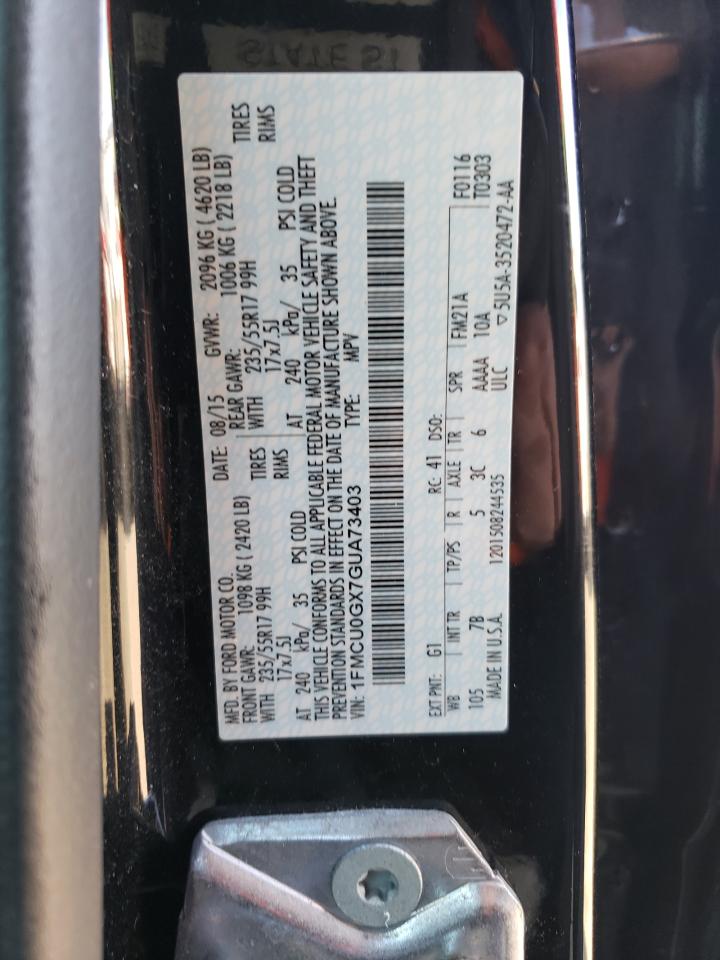 MFD. BY FORD MOTOR CO. DATE: 08/15 GVWR: 2096 KG ( 4620 LB)
FRONT GAWR: 1098 KG ( 2420 LB) REAR GAWR: 1006 KG ( 2218 LB)
WITH 235/55R17 99H TIRES WITH 235/55R17 99H TIRES
17x7.5J RIMS 17x7.5J RIMS
AT 240 kPa/ 35 PSI COLD AT 240 kPa/ 35 PSI COLD
THIS VEHICLE CONFORMS TO ALL APPLICABLE FEDERAL MOTOR VEHICLE SAFETY AND THEFT
PREVENTION STANDARDS IN EFFECT ON THE DATE OF MANUFACTURE SHOWN ABOVE.
VIN: 1FMCU0GX7GUA73403 TYPE: MPV
EXT PNT: G1 RC: 41 DSO: F0116
WB INT TR TP/PS R AXLE TR SPR FM21A T0303
105 7B 5 3C 6 AAAA 10A
MADE IN U.S.A. 1201508244535 ULC ▽5U5A-3520472-AA